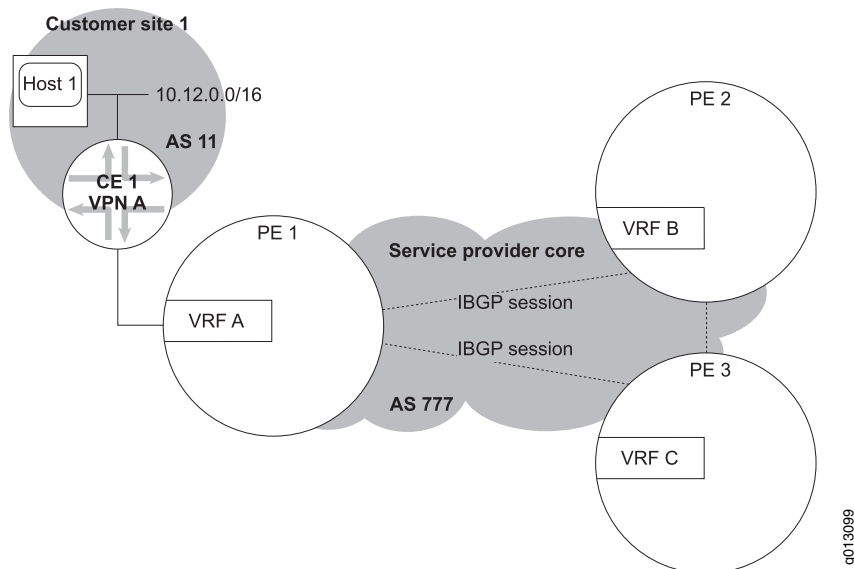 Customer site 1
Host 1
10.12.0.0/16
AS 11
CE 1
VPN A
PE 1
VRF A
Service provider core
IBGP session
IBGP session
AS 777
PE 2
VRF B
PE 3
VRF C
g013099